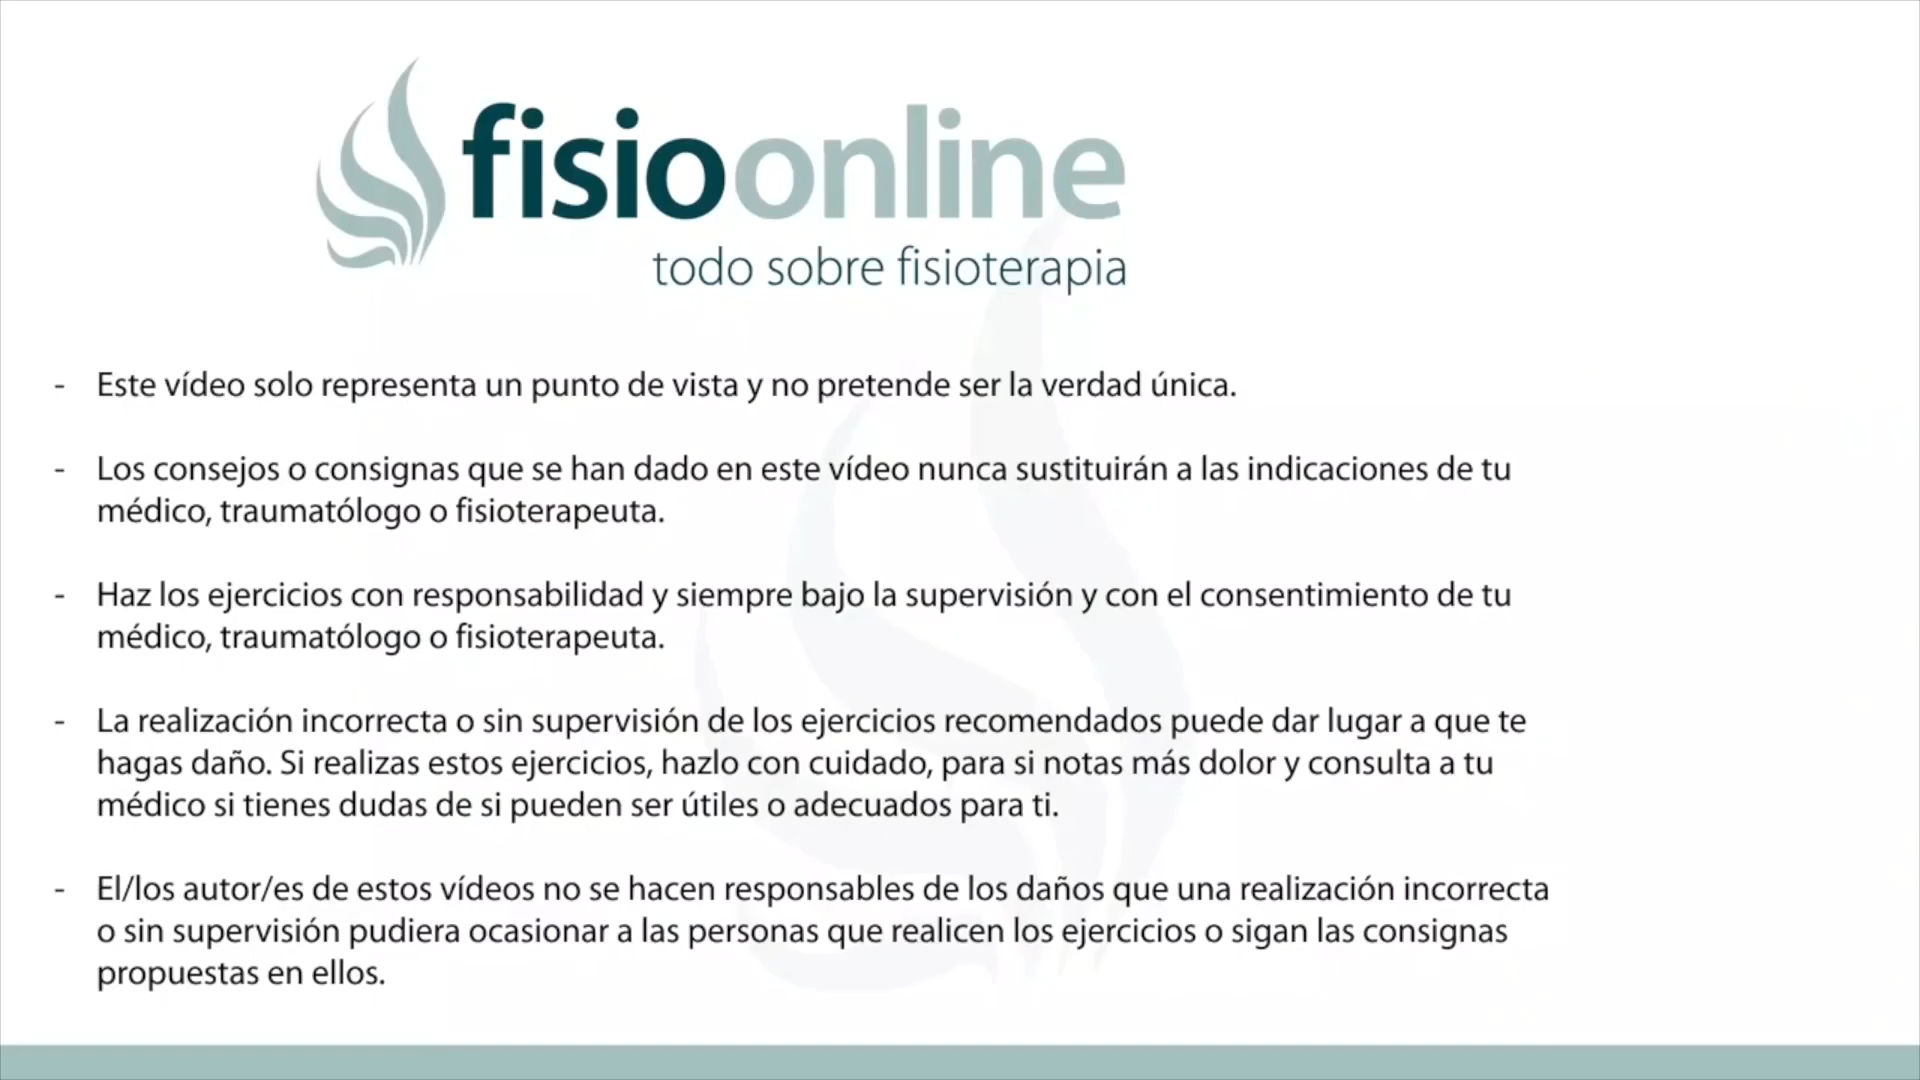 fisioonline
todo sobre fisioterapia
- Este vídeo solo representa un punto de vista y no pretende ser la verdad única.
- Los consejos o consignas que se han dado en este vídeo nunca sustituirán a las indicaciones de tu
médico, traumatólogo o fisioterapeuta.
- Haz los ejercicios con responsabilidad y siempre bajo la supervisión y con el consentimiento de tu
médico, traumatólogo o fisioterapeuta.
- La realización incorrecta o sin supervisión de los ejercicios recomendados puede dar lugar a que te
hagas daño. Si realizas estos ejercicios, hazlo con cuidado, para si notas más dolor y consulta a tu
médico si tienes dudas de si pueden ser útiles o adecuados para ti.
- El/los autor/es de estos vídeos no se hacen responsables de los daños que una realización incorrecta
o sin supervisión pudiera ocasionar a las personas que realicen los ejercicios o sigan las consignas
propuestas en ellos.